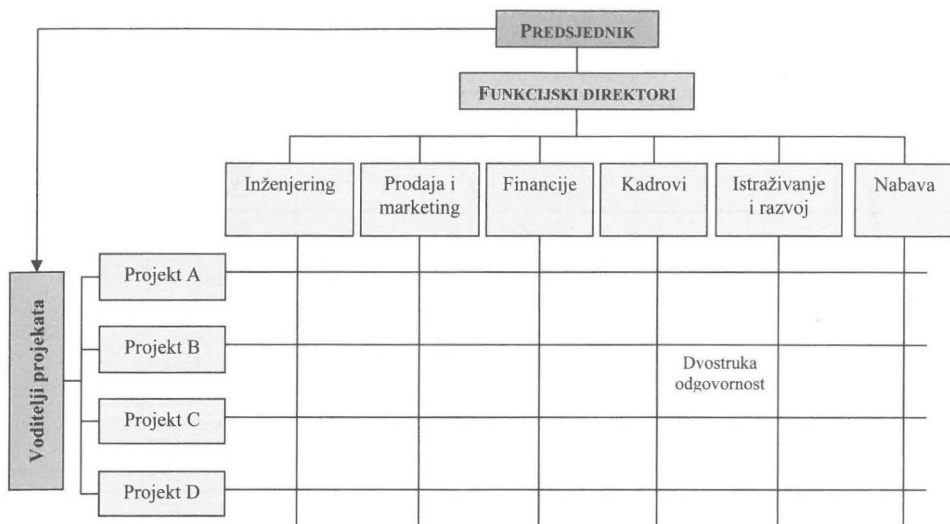 PREDSJEDNIK
FUNKCIJSKI DIREKTORI
Inženjering
Prodaja i
marketing
Financije
Kadrovi
Istraživanje
i razvoj
Nabava
Voditelji projekata
Projekt A
Projekt B
Projekt C
Projekt D
Dvostruka
odgovornost